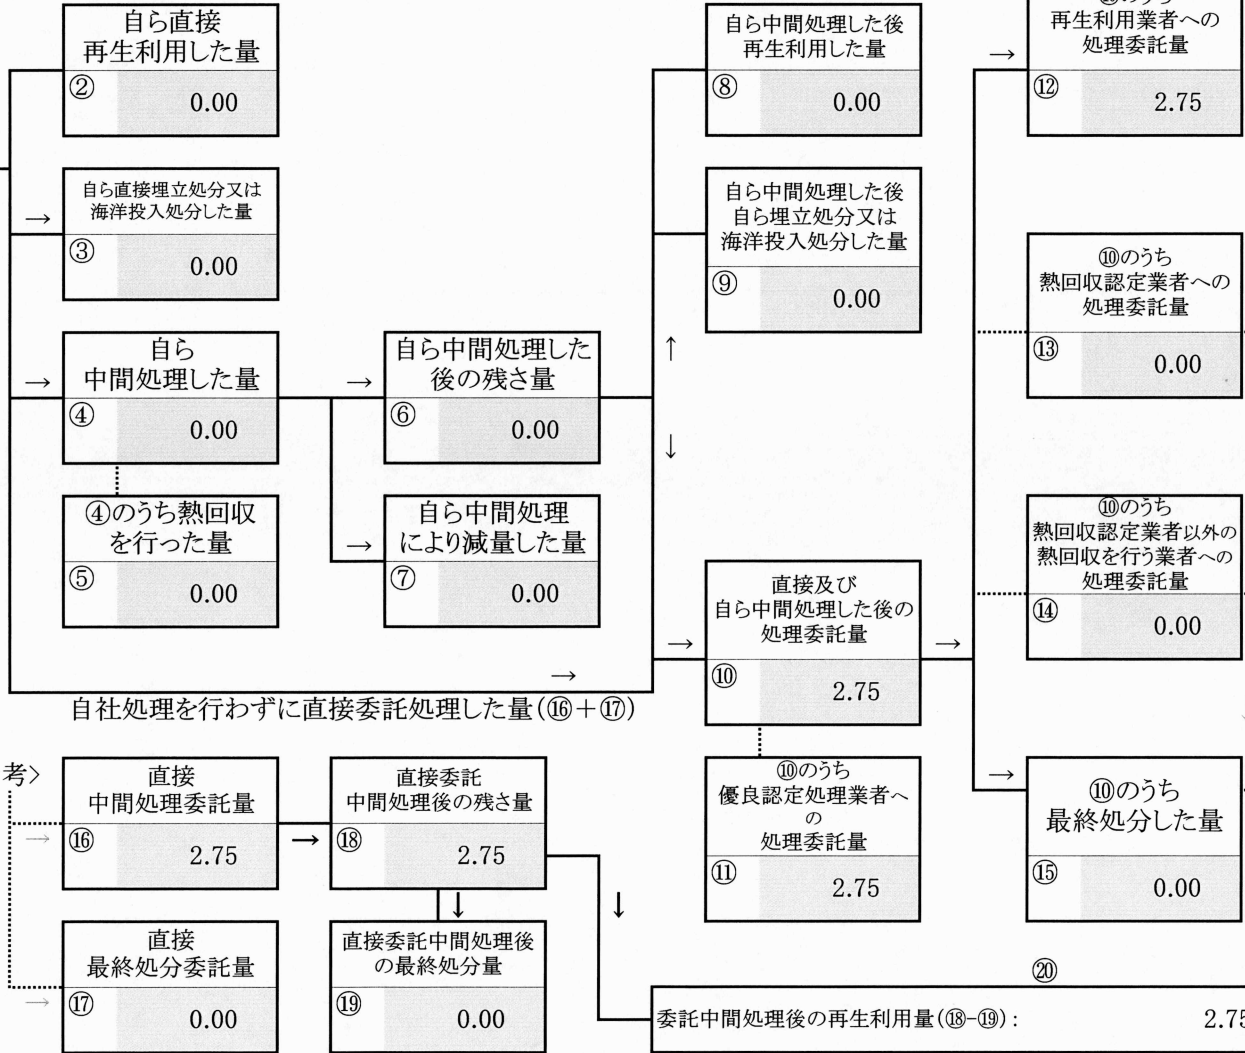 自ら直接
再生利用した量
②
0.00
自ら直接埋立処分又は
海洋投入処分した量
→
③
0.00
自ら
中間処理した量
→
④
0.00
④のうち熱回収
を行った量
⑤
0.00
自ら中間処理した
後の残さ量
→
⑥
0.00
自ら中間処理
により減量した量
→
⑦
0.00
自ら中間処理した後
再生利用した量
⑧
0.00
自ら中間処理した後
自ら埋立処分又は
海洋投入処分した量
⑨
0.00
↑
↓
直接及び
自ら中間処理した後の
処理委託量
→
⑩
2.75
→
⑩のうち
優良認定処理業者へ
の
処理委託量
⑪
2.75
再生利用業者への
処理委託量
→
⑫
2.75
⑩のうち
熱回収認定業者への
処理委託量
⑬
0.00
⑩のうち
熱回収認定業者以外の
熱回収を行う業者への
処理委託量
⑭
0.00
→
⑩のうち
最終処分した量
⑮
0.00
→
自社処理を行わずに直接委託処理した量(⑯+⑰)
考>
直接
中間処理委託量
→
⑯
2.75
直接
最終処分委託量
→
⑰
0.00
直接委託
中間処理後の残さ量
→
⑱
2.75
↓
直接委託中間処理後
の最終処分量
⑲
0.00
↓
⑳
委託中間処理後の再生利用量(⑱-⑲):
2.75